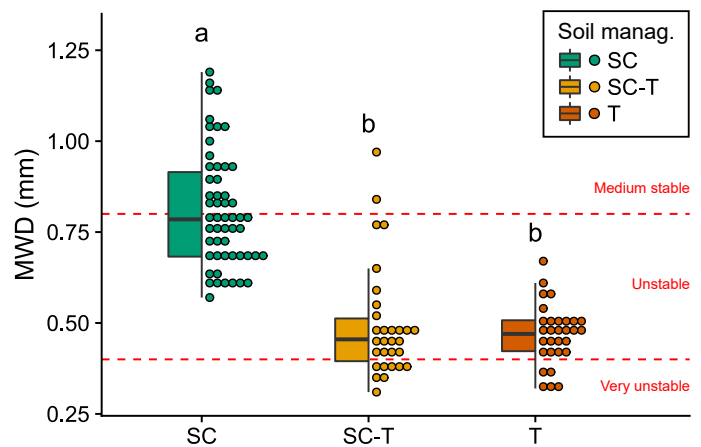 Soil manag.
SC
SC-T
T
a
b
b
MWD (mm)
1.25
1.00
0.75
0.50
0.25
Medium stable
Unstable
Very unstable
SC
SC-T
T